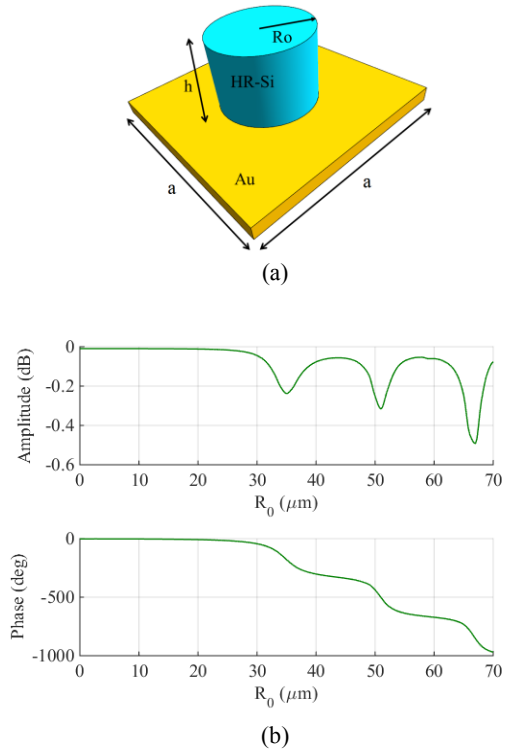 Ro
HR-Si
h
Au
a
a
(a)
Amplitude (dB)
0
-0.2
-0.4
-0.6
0 10 20 30 40 50 60 70
R₀ (μm)
Phase (deg)
0
-500
-1000
0 10 20 30 40 50 60 70
R₀ (μm)
(b)